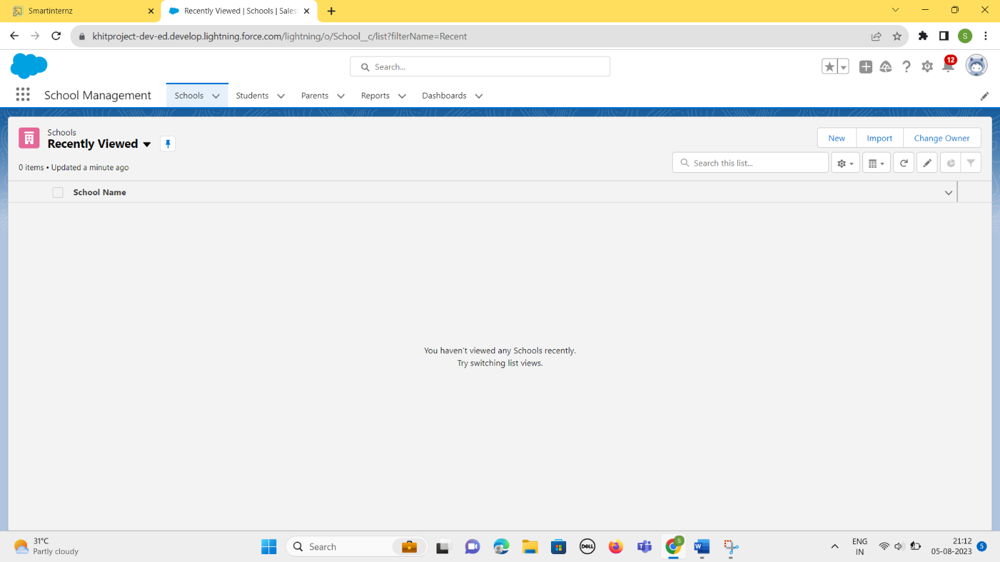 Smartinternz
Recently Viewed | Schools | Sales
khitproject-dev-ed.develop.lightning.force.com/lightning/o/School__c/list?filterName=Recent
S
Search...
12
School Management
Schools
Students
Parents
Reports
Dashboards
Schools
Recently Viewed
New
Import
Change Owner
0 items • Updated a minute ago
Search this list...
School Name
You haven't viewed any Schools recently.
Try switching list views.
31°C
Partly cloudy
Search
DELL
S
W
ENG
IN
21:12
05-08-2023
5